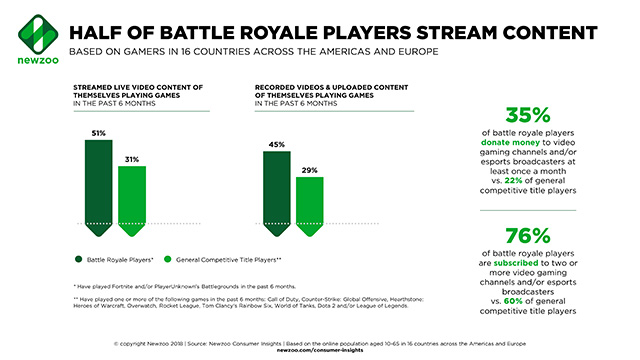 newzoo
HALF OF BATTLE ROYALE PLAYERS STREAM CONTENT
BASED ON GAMERS IN 16 COUNTRIES ACROSS THE AMERICAS AND EUROPE
STREAMED LIVE VIDEO CONTENT OF
THEMSELVES PLAYING GAMES
IN THE PAST 6 MONTHS
51%
31%
RECORDED VIDEOS & UPLOADED CONTENT
OF THEMSELVES PLAYING GAMES
IN THE PAST 6 MONTHS
45%
29%
Battle Royale Players*
General Competitive Title Players**
35%
of battle royale players
donate money to video
gaming channels and/or
esports broadcasters at
least once a month
vs. 22% of general
competitive title players
76%
of battle royale players
are subscribed to two or
more video gaming
channels and/or esports
broadcasters
vs. 60% of general
competitive title players
* Have played Fortnite and/or PlayerUnknown's Battlegrounds in the past 6 months.
** Have played one or more of the following games in the past 6 months: Call of Duty, Counter-Strike: Global Offensive, Hearthstone:
Heroes of Warcraft, Overwatch, Rocket League, Tom Clancy's Rainbow Six, World of Tanks, Dota 2 and/or League of Legends.
© copyright Newzoo 2018 | Source: Newzoo Consumer Insights | Based on the online population aged 10-65 in 16 countries across the Americas and Europe
newzoo.com/consumer-insights